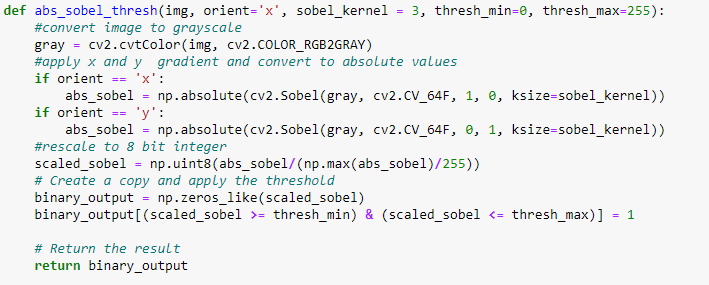 def abs_sobel_thresh(img, orient='x', sobel_kernel = 3, thresh_min=0, thresh_max=255):
    #convert image to grayscale
    gray = cv2.cvtColor(img, cv2.COLOR_RGB2GRAY)
    #apply x and y  gradient and convert to absolute values
    if orient == 'x':
        abs_sobel = np.absolute(cv2.Sobel(gray, cv2.CV_64F, 1, 0, ksize=sobel_kernel))
    if orient == 'y':
        abs_sobel = np.absolute(cv2.Sobel(gray, cv2.CV_64F, 0, 1, ksize=sobel_kernel))
    #rescale to 8 bit integer
    scaled_sobel = np.uint8(abs_sobel/(np.max(abs_sobel)/255))
    # Create a copy and apply the threshold
    binary_output = np.zeros_like(scaled_sobel)
    binary_output[(scaled_sobel >= thresh_min) & (scaled_sobel <= thresh_max)] = 1

    # Return the result
    return binary_output